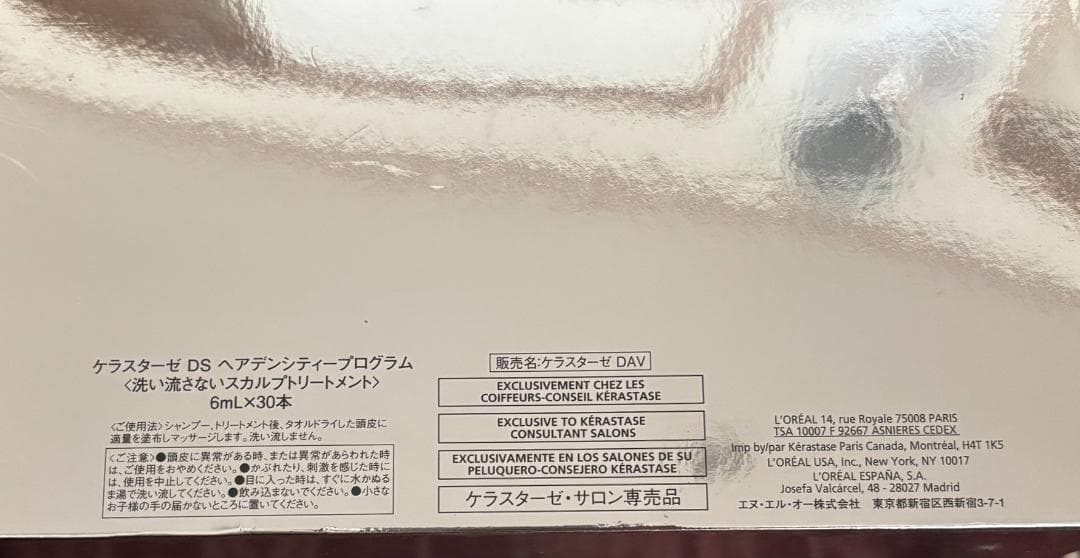 ケラスターゼ DS ヘアデンシティープログラム
〈洗い流さないスカルプトリートメント〉
6mL×30本
〈ご使用法〉シャンプー、トリートメント後、タオルドライした頭皮に
適量を塗布しマッサージします。洗い流しません。
〈ご注意〉●頭皮に異常がある時、または異常があらわれた時
は、ご使用をおやめください。●かぶれたり、刺激を感じた時に
は、使用を中止してください。●目に入った時は、すぐに水かぬる
ま湯で洗い流してください。●飲み込まないでください。●小さな
お子様の手の届かないところに置いてください。
販売名:ケラスターゼ DAV
EXCLUSIVEMENT CHEZ LES
COIFFEURS-CONSEIL KÉRASTASE
EXCLUSIVE TO KÉRASTASE
CONSULTANT SALONS
EXCLUSIVAMENTE EN LOS SALONES DE SU
PELUQUERO-CONSEJERO KÉRASTASE
ケラスターゼ・サロン専売品
L'ORÉAL 14, rue Royale 75008 PARIS
TSA 10007 F 92667 ASNIERES CEDEX
Imp by/par Kérastase Paris Canada, Montréal, H4T 1K5
L'ORÉAL USA, Inc., New York, NY 10017
L'ORÉAL ESPAÑA, S.A.
Josefa Valcárcel, 48 - 28027 Madrid
エヌ・エル・オー株式会社 東京都新宿区西新宿3-7-1